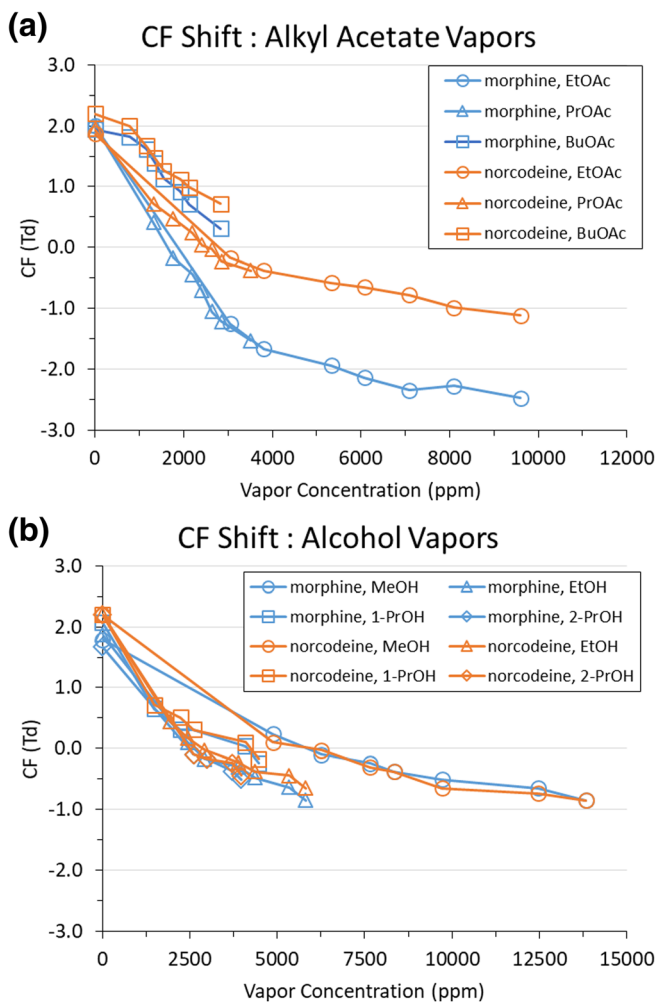 (a)
CF Shift : Alkyl Acetate Vapors
3.0
2.0
1.0
0.0
-1.0
-2.0
-3.0
CF (Td)
morphine, EtOAc
morphine, PrOAc
morphine, BuOAc
norcodeine, EtOAc
norcodeine, PrOAc
norcodeine, BuOAc
0 2000 4000 6000 8000 10000 12000
Vapor Concentration (ppm)
(b)
CF Shift : Alcohol Vapors
3.0
2.0
1.0
0.0
-1.0
-2.0
-3.0
CF (Td)
morphine, MeOH morphine, EtOH
morphine, 1-PrOH morphine, 2-PrOH
norcodeine, MeOH norcodeine, EtOH
norcodeine, 1-PrOH norcodeine, 2-PrOH
0 2500 5000 7500 10000 12500 15000
Vapor Concentration (ppm)